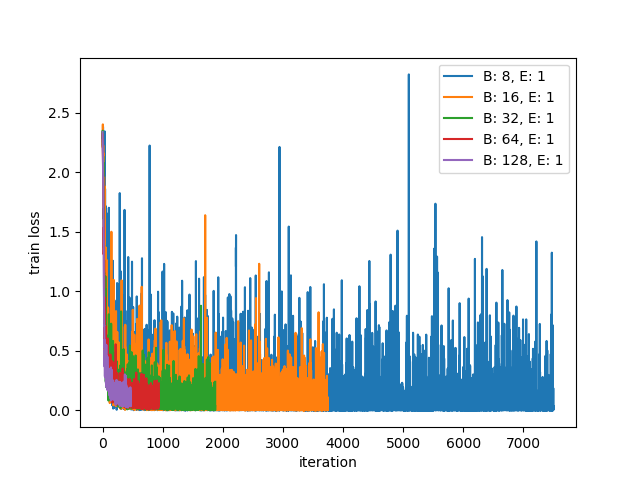 B: 8, E: 1
B: 16, E: 1
B: 32, E: 1
B: 64, E: 1
B: 128, E: 1
train loss
2.5
2.0
1.5
1.0
0.5
0.0
0 1000 2000 3000 4000 5000 6000 7000
iteration